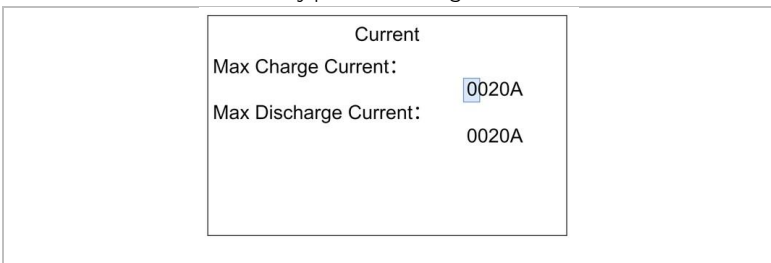 Current
Max Charge Current：
0020A
Max Discharge Current：
0020A